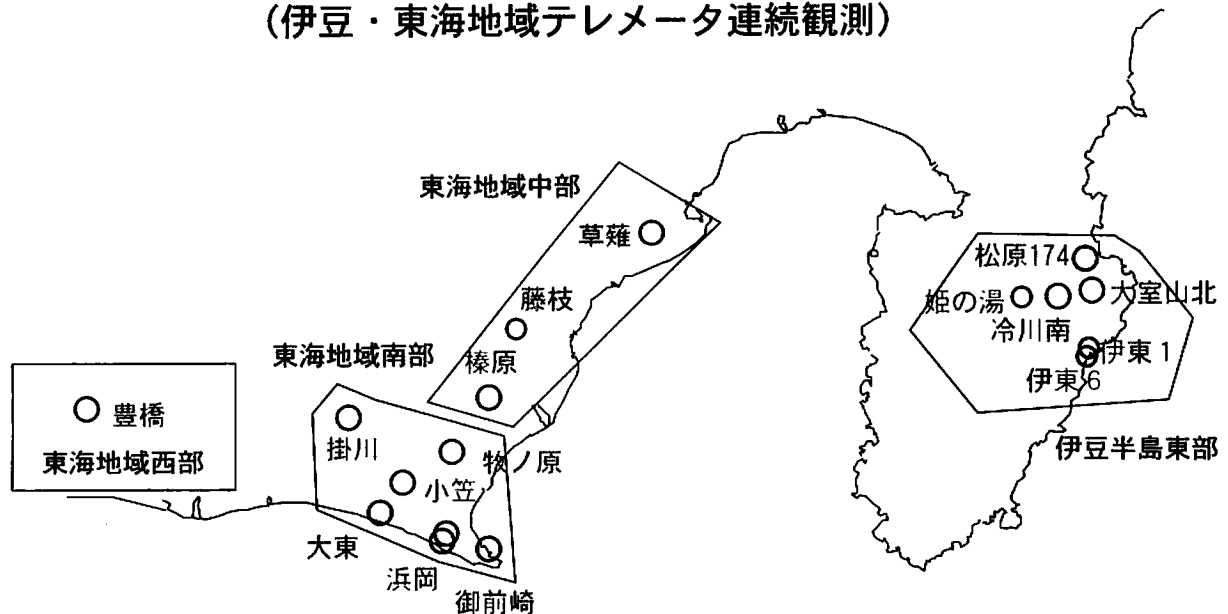 (伊豆・東海地域テレメータ連続観測)
東海地域中部
草薙
藤枝
榛原
東海地域南部
掛川
牧ノ原
小笠
大東
浜岡
御前崎
豊橋
東海地域西部
松原174
姫の湯
大室山北
冷川南
伊東1
伊東6
伊豆半島東部